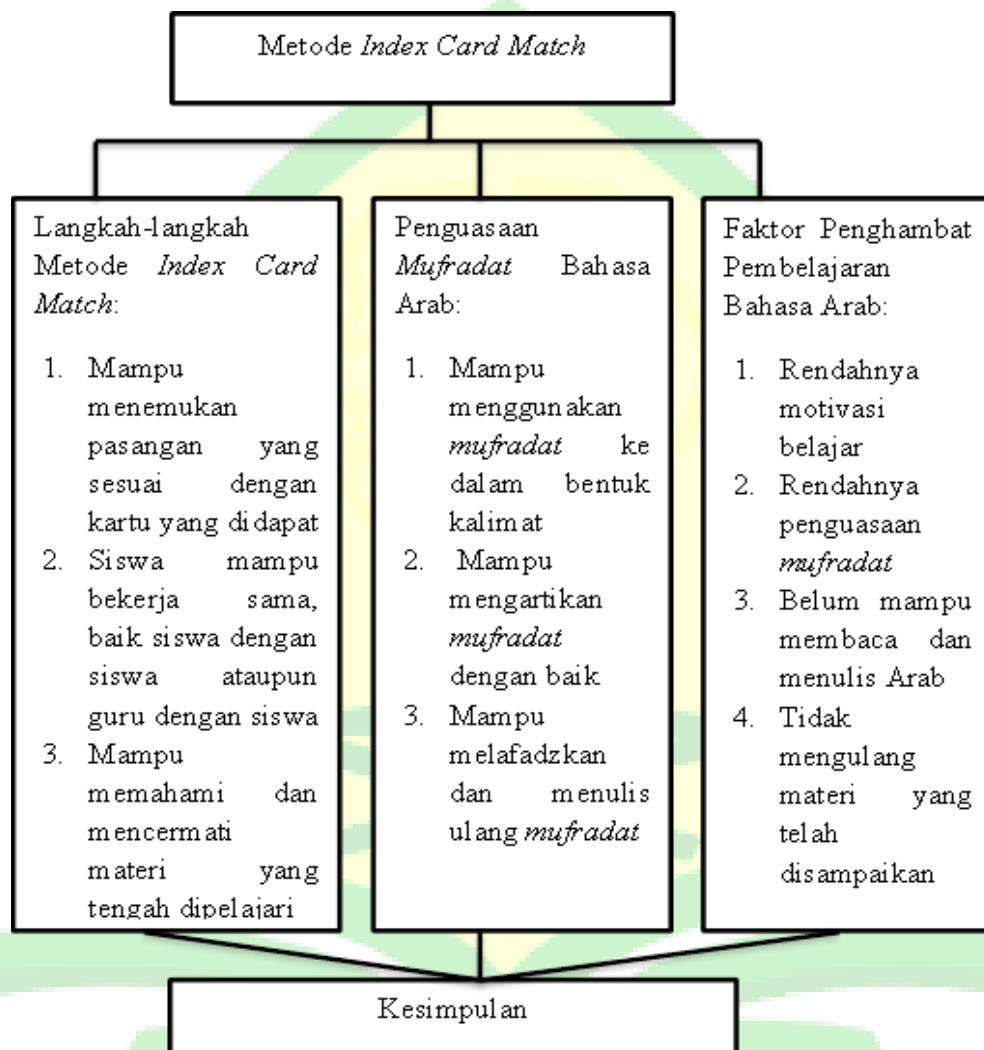 Metode Index Card Match
Langkah-langkah
Metode Index Card
Match:
1. Mampu
menemukan
pasangan yang
sesuai dengan
kartu yang didapat
2. Siswa mampu
bekerja sama,
baik siswa dengan
siswa ataupun
guru dengan siswa
3. Mampu
memahami dan
mencermati
materi yang
tengah dipelajari
Penguasaan
Mufradat Bahasa
Arab:
1. Mampu
menggunakan
mufradat ke
dalam bentuk
kalimat
2. Mampu
mengartikan
mufradat
dengan baik
3. Mampu
melafadzkan
dan menulis
ulang mufradat
Faktor Penghambat
Pembelajaran
Bahasa Arab:
1. Rendahnya
motivasi
belajar
2. Rendahnya
penguasaan
mufradat
3. Belum mampu
membaca dan
menulis Arab
4. Tidak
mengulang
materi yang
telah
disampaikan
Kesimpulan